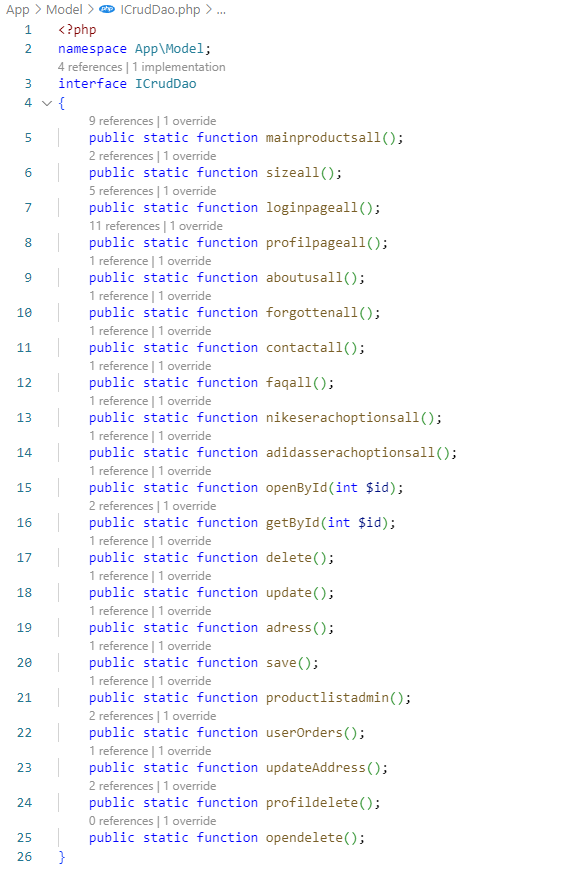 App > Model > php ICrudDao.php > ...
1 <?php
2 namespace App\Model;
4 references | 1 implementation
3 interface ICrudDao
4 {
9 references | 1 override
5 public static function mainproductsall();
2 references | 1 override
6 public static function sizeall();
5 references | 1 override
7 public static function loginpageall();
11 references | 1 override
8 public static function profilpageall();
1 reference | 1 override
9 public static function aboutusall();
1 reference | 1 override
10 public static function forgottenall();
1 reference | 1 override
11 public static function contactall();
1 reference | 1 override
12 public static function faqall();
1 reference | 1 override
13 public static function nikeserachoptionsall();
1 reference | 1 override
14 public static function adidasserachoptionsall();
1 reference | 1 override
15 public static function openById(int $id);
2 references | 1 override
16 public static function getById(int $id);
1 reference | 1 override
17 public static function delete();
1 reference | 1 override
18 public static function update();
1 reference | 1 override
19 public static function adress();
1 reference | 1 override
20 public static function save();
1 reference | 1 override
21 public static function productlistadmin();
2 references | 1 override
22 public static function userOrders();
1 reference | 1 override
23 public static function updateAddress();
2 references | 1 override
24 public static function profildelete();
0 references | 1 override
25 public static function opendelete();
26 }